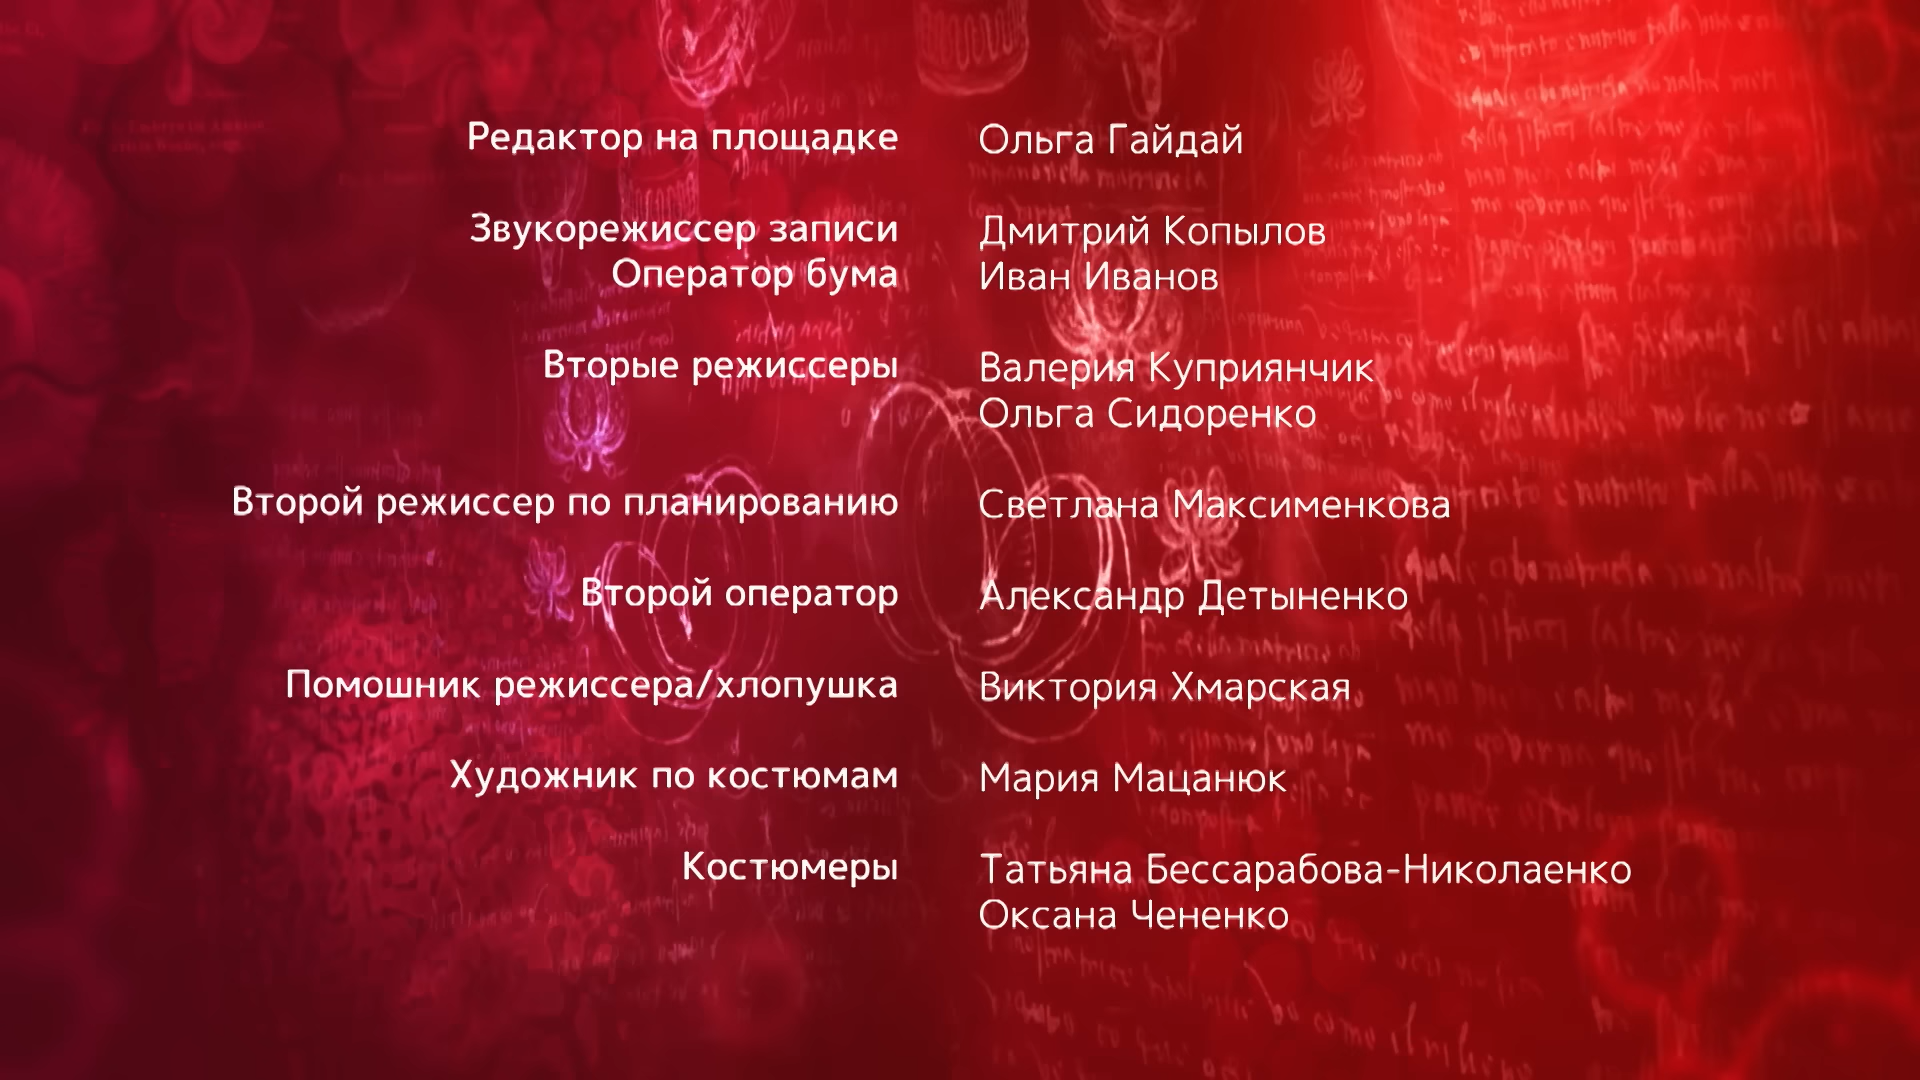 Редактор на площадке Ольга Гайдай
Звукорежиссер записи Дмитрий Копылов
Оператор бума Иван Иванов
Вторые режиссеры Валерия Куприянчик
Ольга Сидоренко
Второй режиссер по планированию Светлана Максименкова
Второй оператор Александр Детыненко
Помошник режиссера/хлопушка Виктория Хмарская
Художник по костюмам Мария Мацанюк
Костюмеры Татьяна Бессарабова-Николаенко
Оксана Чененко